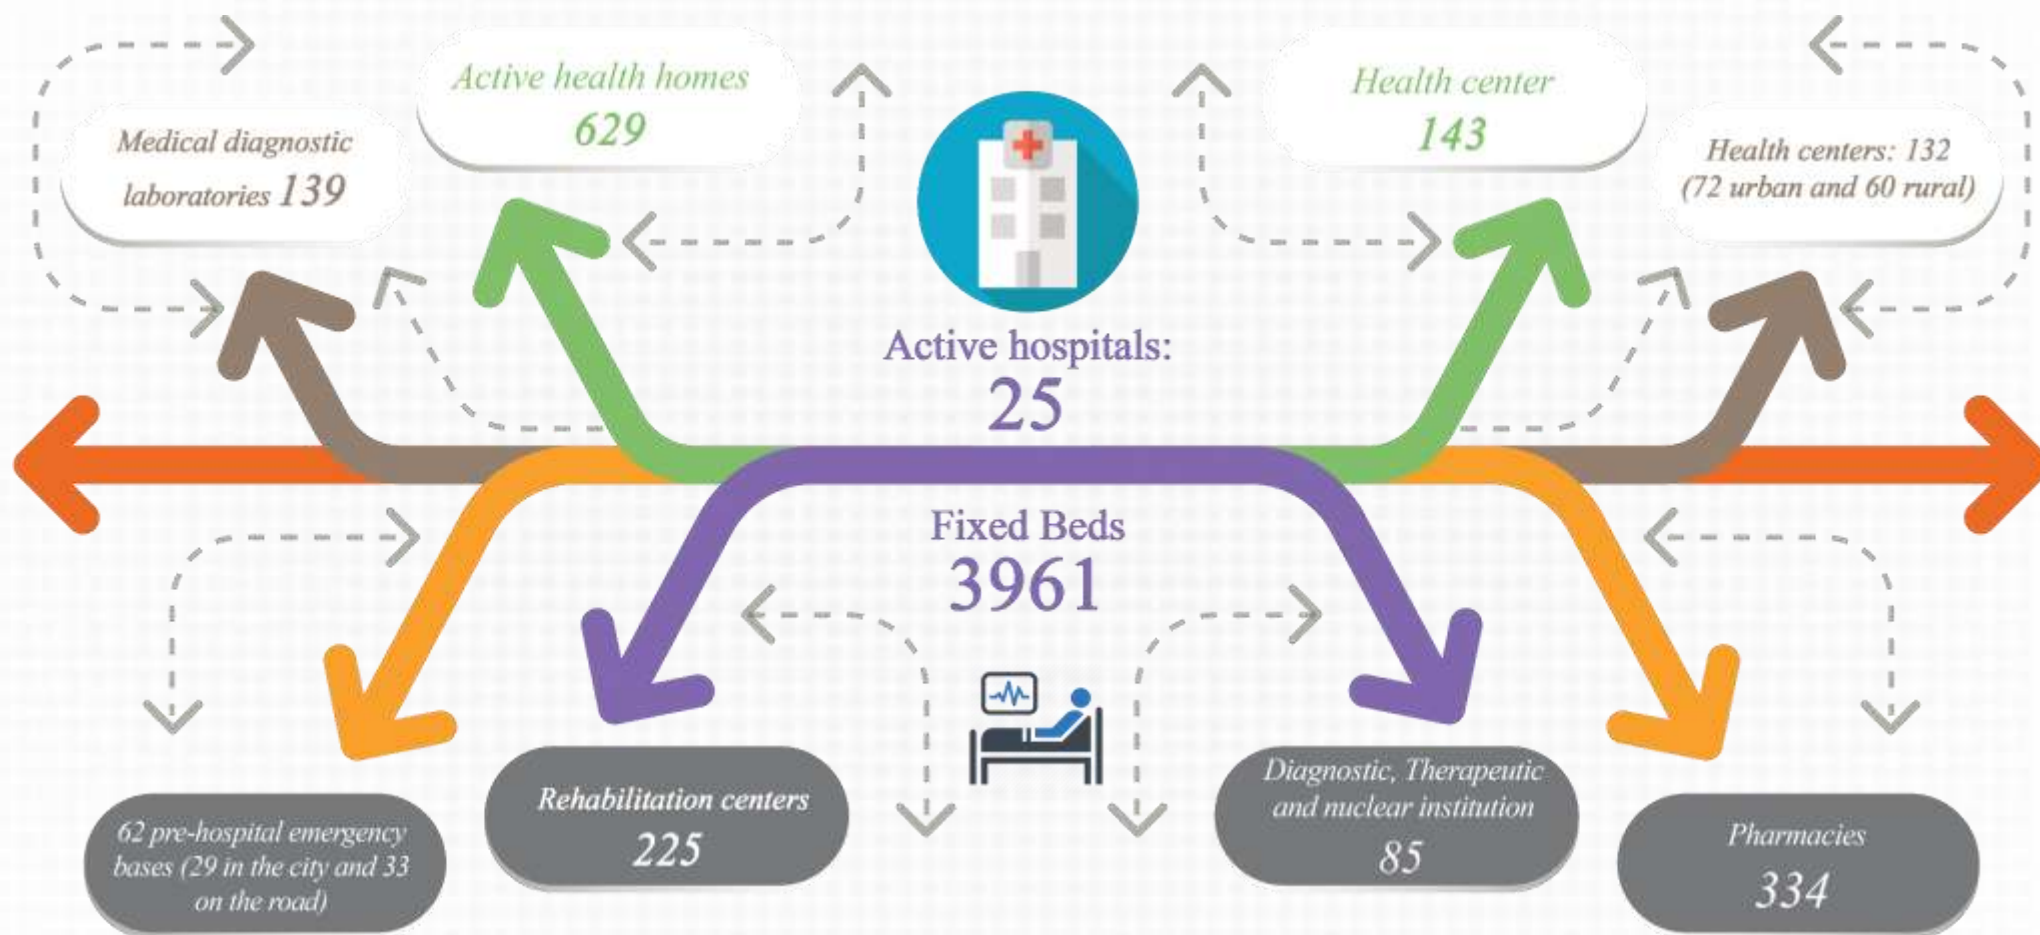 Active health homes
629
Health center
143
Medical diagnostic
laboratories 139
Health centers: 132
(72 urban and 60 rural)
Active hospitals:
25
Fixed Beds
3961
62 pre-hospital emergency
bases (29 in the city and 33
on the road)
Rehabilitation centers
225
Diagnostic, Therapeutic
and nuclear institution
85
Pharmacies
334